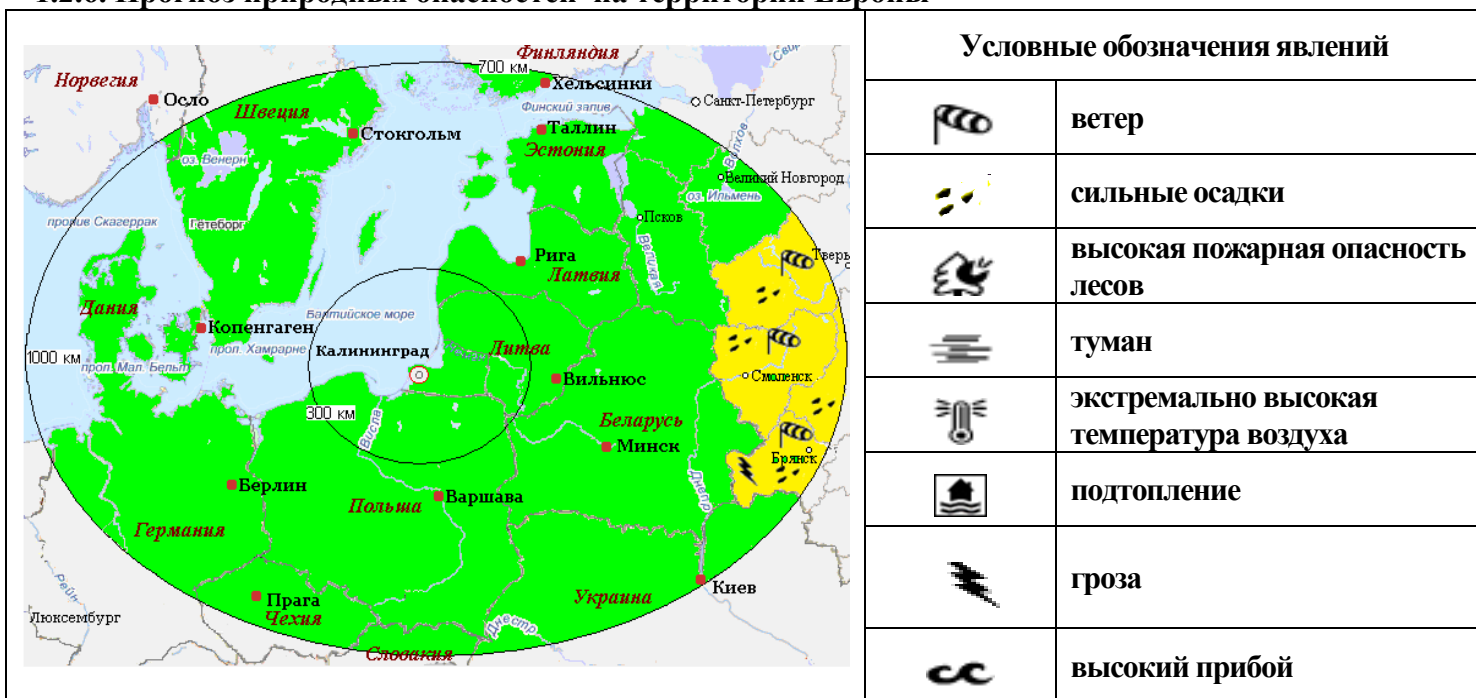 1.2.6. Прогноз природных опасностей на территории Европы
Финляндия
700 км
Норвегия
Хельсинки
Осло
Финский залив
Санкт-Петербург
Швеция
Стокгольм
Таллин
Эстония
Волхов
оз. Венерн
Великий Новгород
оз. Ильмень
пролив Скагеррак
Гётеборг
Псков
Великая
Рига
Тверь
Латвия
Дания
Балтийское море
Копенгаген
прол. Хамрарне
Калининград
Литва
1000 км
прол. Мал. Бельт
Вильнюс
Смоленск
300 км
Висла
Беларусь
Минск
Брянск
Днепр
Берлин
Варшава
Польша
Германия
Рейн
Киев
Прага
Украина
Люксембург
Чехия
Днестр
Словакия
Условные обозначения явлений
ветер
сильные осадки
высокая пожарная опасность
лесов
туман
экстремально высокая
температура воздуха
подтопление
гроза
высокий прибой